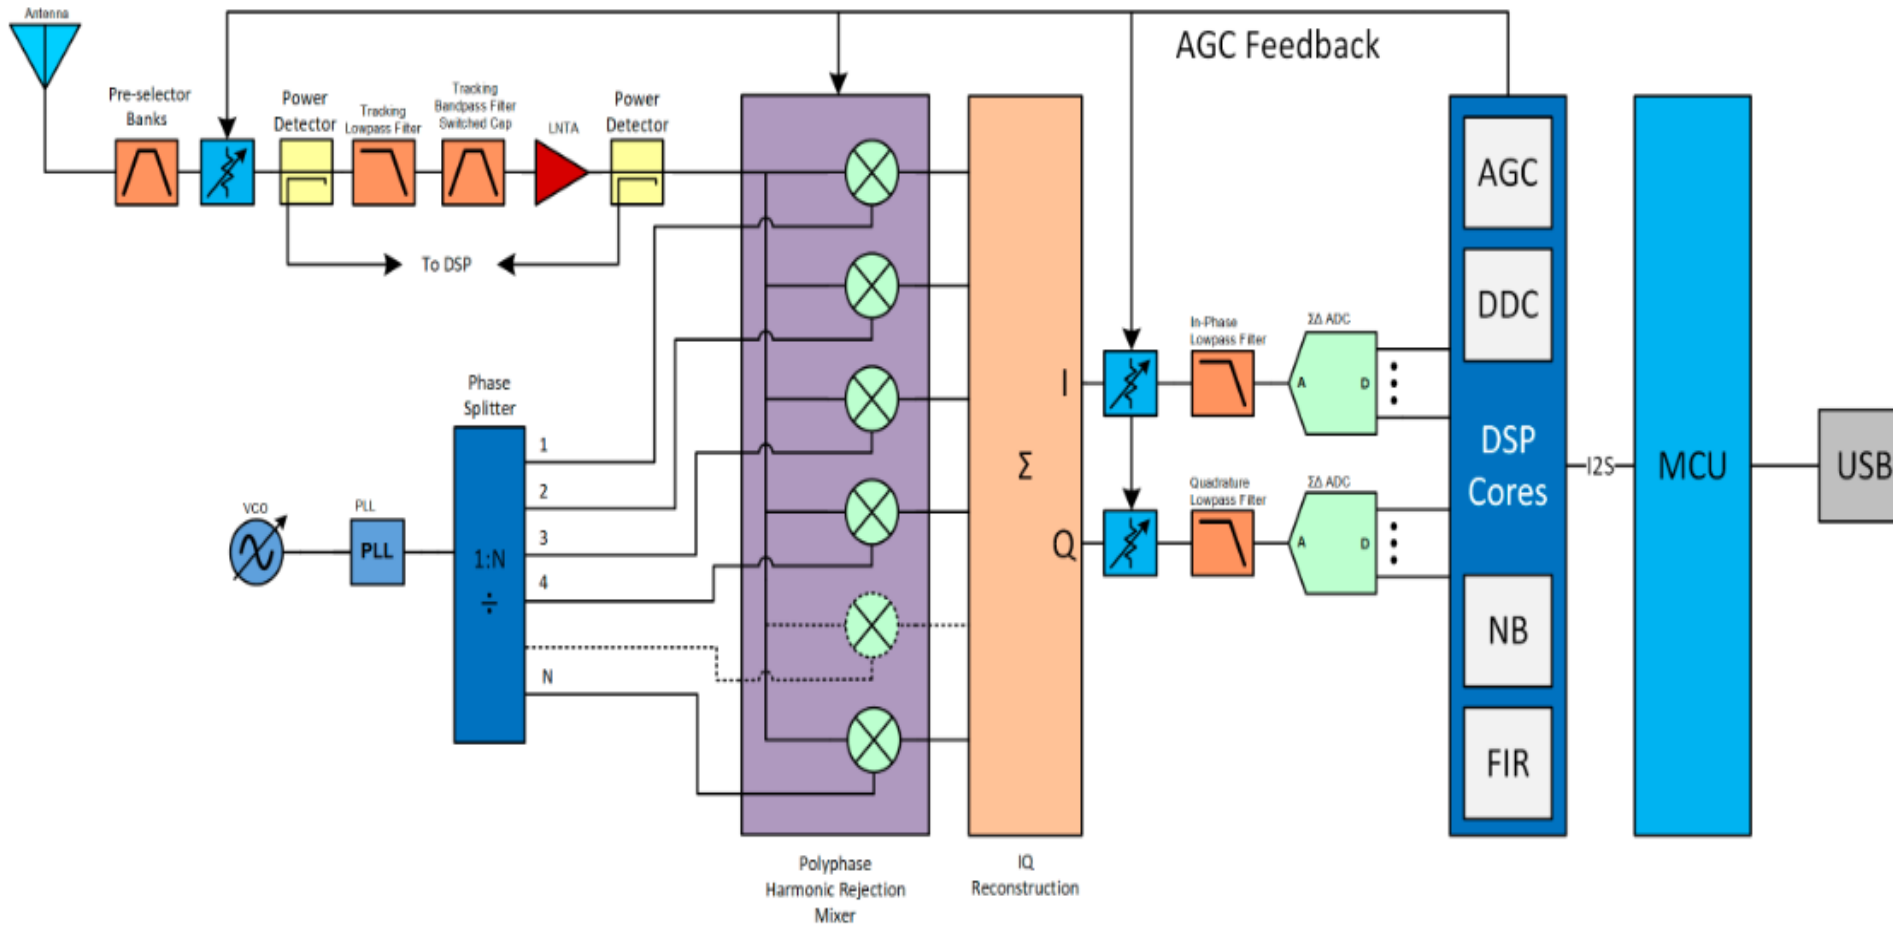 Antenna
AGC Feedback
Pre-selector
Banks
Power
Detector
Tracking
Lowpass Filter
Tracking
Bandpass Filter
Switched Cap
LNTA
Power
Detector
To DSP
Phase
Splitter
1
2
3
4
N
VCO
PLL
PLL
1:N
÷
Polyphase
Harmonic Rejection
Mixer
Σ
I
Q
IQ
Reconstruction
In-Phase
Lowpass Filter
ΣΔ ADC
A D
Quadrature
Lowpass Filter
ΣΔ ADC
A D
AGC
DDC
DSP
Cores
NB
FIR
I2S
MCU
USB